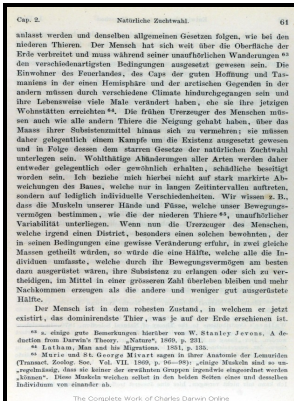 Cap. 2. Natürliche Zuchtwahl. 61
anlasst werden und denselben allgemeinen Gesetzen folgen, wie bei den
niederen Thieren. Der Mensch hat sich weit über die Oberfläche der
Erde verbreitet und muss während seiner unaufhörlichen Wanderungen ⁶³
den verschiedenartigsten Bedingungen ausgesetzt gewesen sein. Die
Einwohner des Feuerlandes, des Caps der guten Hoffnung und Tas-
maniens in der einen Hemisphäre und der arctischen Gegenden in der
andern müssen durch verschiedene Climate hindurchgegangen sein und
ihre Lebensweise viele Male verändert haben, ehe sie ihre jetzigen
Wohnstätten erreichten ⁶⁴. Die frühen Urerzeuger des Menschen müs-
sen auch wie alle andern Thiere die Neigung gehabt haben, über das
Maass ihrer Subsistenzmittel hinaus sich zu vermehren; sie müssen
daher gelegentlich einem Kampfe um die Existenz ausgesetzt gewesen
und in Folge dessen dem starren Gesetze der natürlichen Zuchtwahl
unterlegen sein. Wohlthätige Abänderungen aller Arten werden daher
entweder gelegentlich oder gewöhnlich erhalten, schädliche beseitigt
worden sein. Ich beziehe mich hierbei nicht auf stark markirte Ab-
weichungen des Baues, welche nur in langen Zeitintervallen auftreten,
sondern auf lediglich individuelle Verschiedenheiten. Wir wissen z. B.,
dass die Muskeln unserer Hände und Füsse, welche unser Bewegungs-
vermögen bestimmen, wie die der niederen Thiere ⁶⁵, unaufhörlicher
Variabilität unterliegen. Wenn nun die Urerzeuger des Menschen,
welche irgend einen District, besonders einen solchen bewohnten, der
in seinen Bedingungen eine gewisse Veränderung erfuhr, in zwei gleiche
Massen getheilt würden, so würde die eine Hälfte, welche alle die In-
dividuen umfasste, welche durch ihr Bewegungsvermögen am besten
dazu ausgerüstet wären, ihre Subsistenz zu erlangen oder sich zu ver-
theidigen, im Mittel in einer grösseren Zahl überleben bleiben und mehr
Nachkommen erzeugen als die andere und weniger gut ausgerüstete
Hälfte.
Der Mensch ist in dem rohesten Zustand, in welchem er jetzt
existirt, das dominirendste Thier, was je auf der Erde erschienen ist.
⁶³ s. einige gute Bemerkungen hierüber von W. Stanley Jevons, A de-
duction from Darwin's Theory. „Nature", 1869, p. 231.
⁶⁴ Latham, Man and his Migrations, 1851, p. 135.
⁶⁵ Murie und St. George Mivart sagen in ihrer Anatomie der Lemuriden
(Transact. Zoolog. Soc. Vol. VII. 1869, p. 96—98): „einige Muskeln sind so un-
„regelmässig, dass sie keiner der erwähnten Gruppen irgendwie eingeordnet werden
„können". Diese Muskeln weichen selbst in den beiden Seiten eines und desselben
Individuum von einander ab.
The Complete Work of Charles Darwin Online